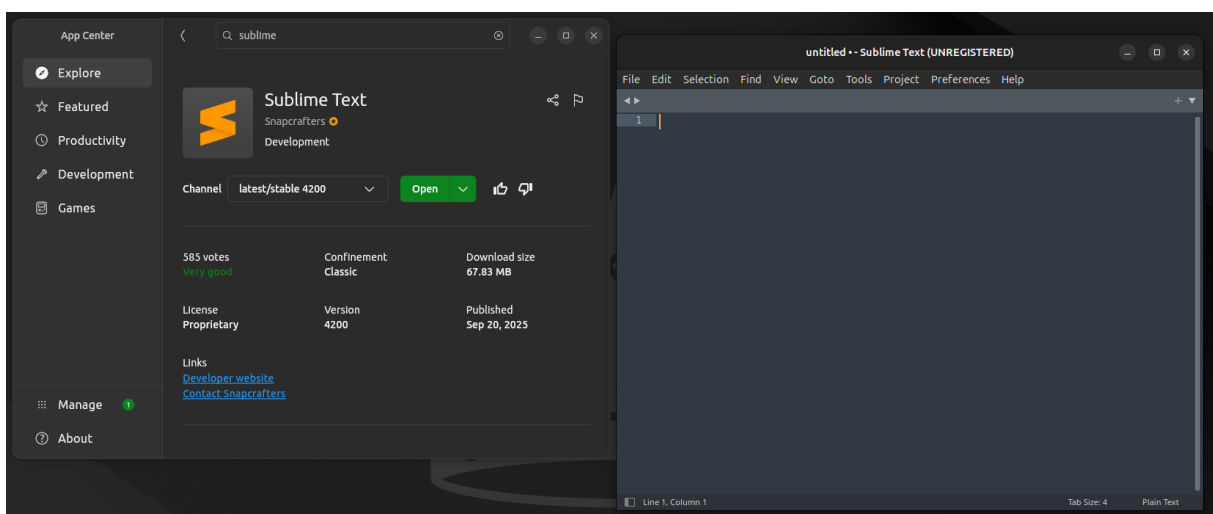 App Center
sublime
Explore
Featured
Productivity
Development
Games
Manage 1
About
Sublime Text
Snapcrafters
Development
Channel latest/stable 4200 Open
585 votes
Very good
Confinement
Classic
Download size
67.83 MB
License
Proprietary
Version
4200
Published
Sep 20, 2025
Links
Developer website
Contact Snapcrafters
untitled • - Sublime Text (UNREGISTERED)
File Edit Selection Find View Goto Tools Project Preferences Help
1
Line 1, Column 1 Tab Size: 4 Plain Text